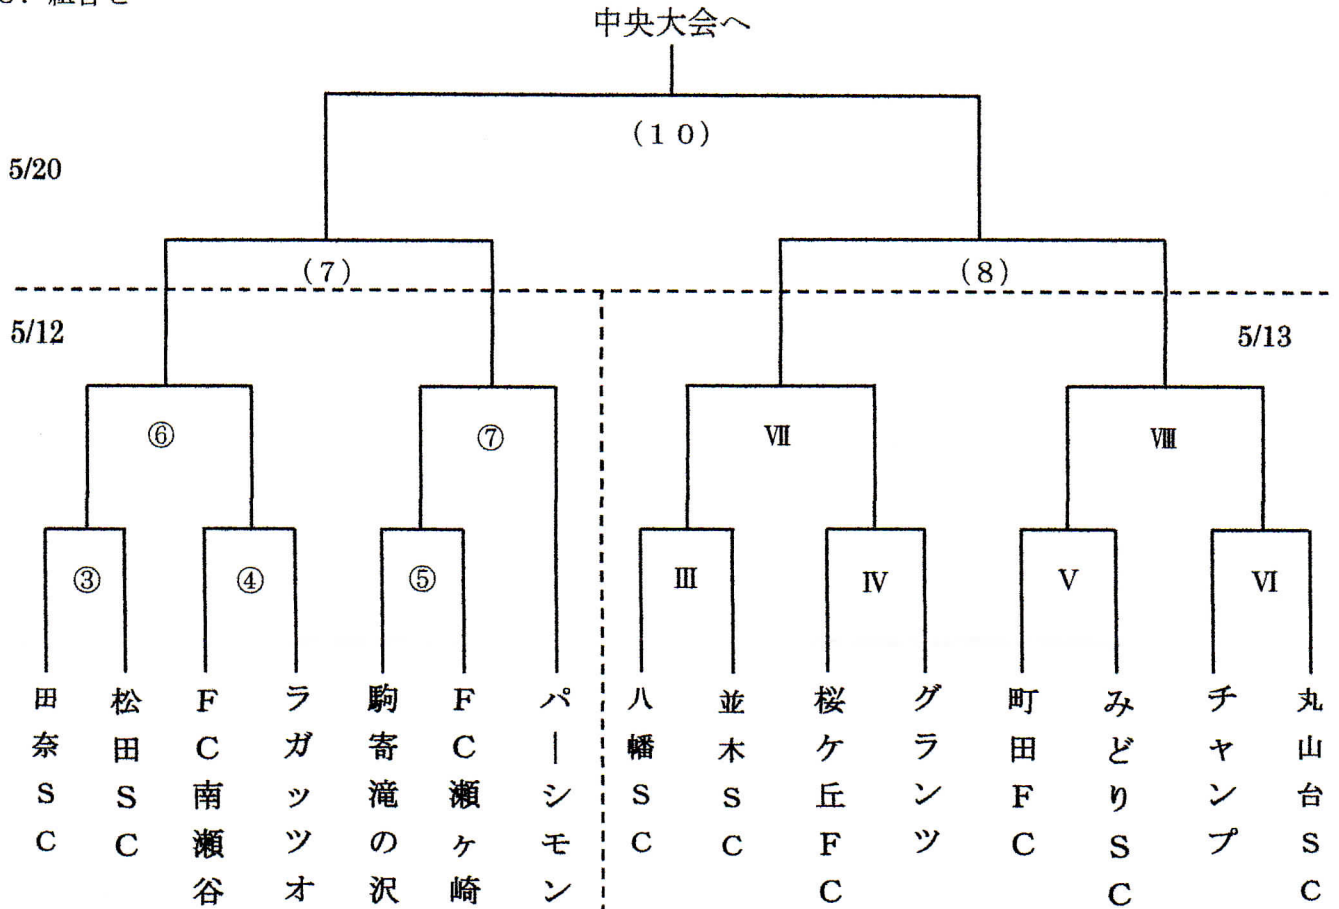 中央大会へ
(10)
5/20
(7)
(8)
5/12
5/13
⑥
⑦
Ⅶ
Ⅷ
③
④
⑤
Ⅲ
Ⅳ
Ⅴ
Ⅵ
田奈SC
松田SC
FC南瀬谷
ラガッツオ
駒寄滝の沢
FC瀬ヶ崎
パーシモン
八幡SC
並木SC
桜ケ丘FC
グランツ
町田FC
みどりSC
チャンプ
丸山台SC